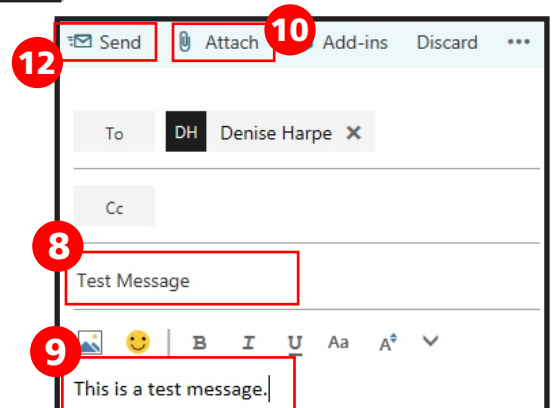 12 Send Attach 10 Add-ins Discard •••
To DH Denise Harpe ✕
Cc
8
Test Message
B I U Aa A
9
This is a test message.